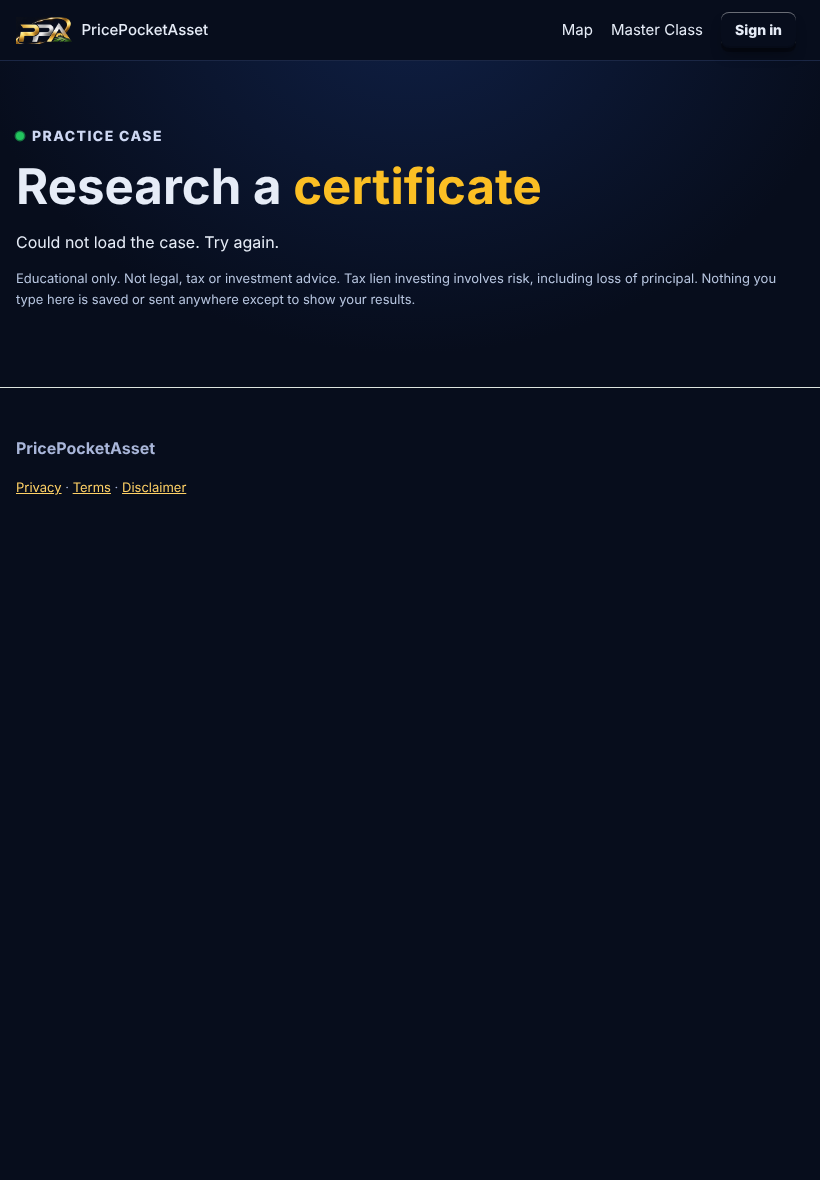 PPA PricePocketAsset Map Master Class Sign in
PRACTICE CASE
Research a certificate
Could not load the case. Try again.
Educational only. Not legal, tax or investment advice. Tax lien investing involves risk, including loss of principal. Nothing you
type here is saved or sent anywhere except to show your results.
PricePocketAsset
Privacy · Terms · Disclaimer